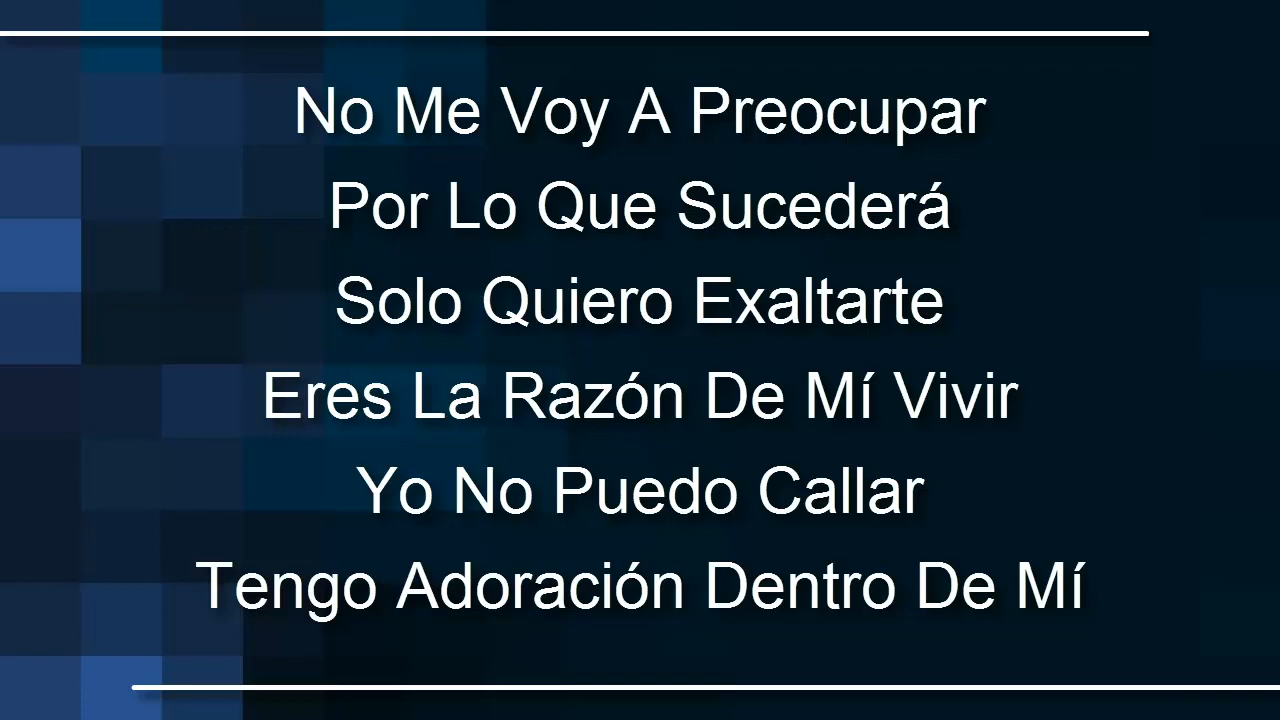 No Me Voy A Preocupar
Por Lo Que Sucederá
Solo Quiero Exaltarte
Eres La Razón De Mí Vivir
Yo No Puedo Callar
Tengo Adoración Dentro De Mí